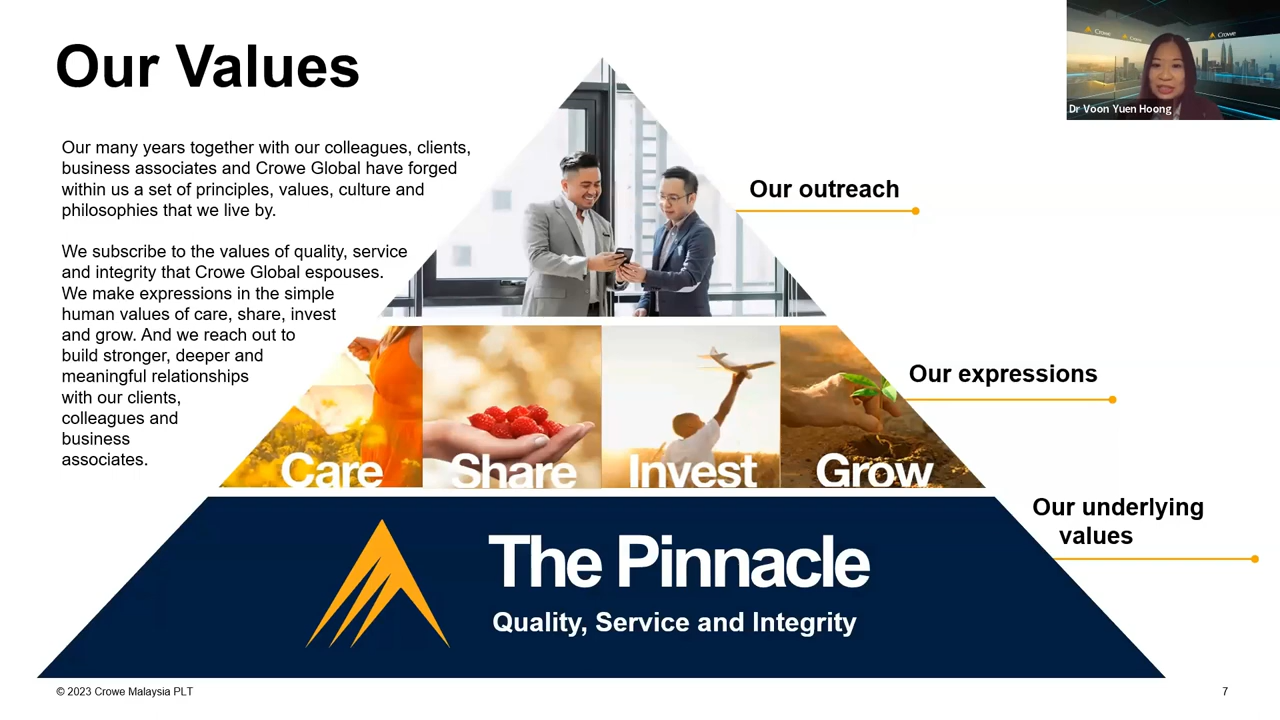 Our Values
Crowe
Crowe
Crowe
Dr Voon Yuen Hoong
Our many years together with our colleagues, clients,
business associates and Crowe Global have forged
within us a set of principles, values, culture and
philosophies that we live by.
We subscribe to the values of quality, service
and integrity that Crowe Global espouses.
We make expressions in the simple
human values of care, share, invest
and grow. And we reach out to
build stronger, deeper and
meaningful relationships
with our clients,
colleagues and
business
associates.
Our outreach
Our expressions
Care
Share
Invest
Grow
Our underlying
values
The Pinnacle
Quality, Service and Integrity
© 2023 Crowe Malaysia PLT
7